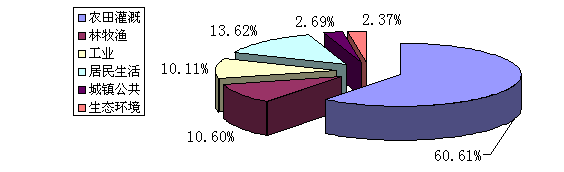 农田灌溉
林牧渔
工业
居民生活
城镇公共
生态环境
13.62%
2.69%
2.37%
10.11%
10.60%
60.61%